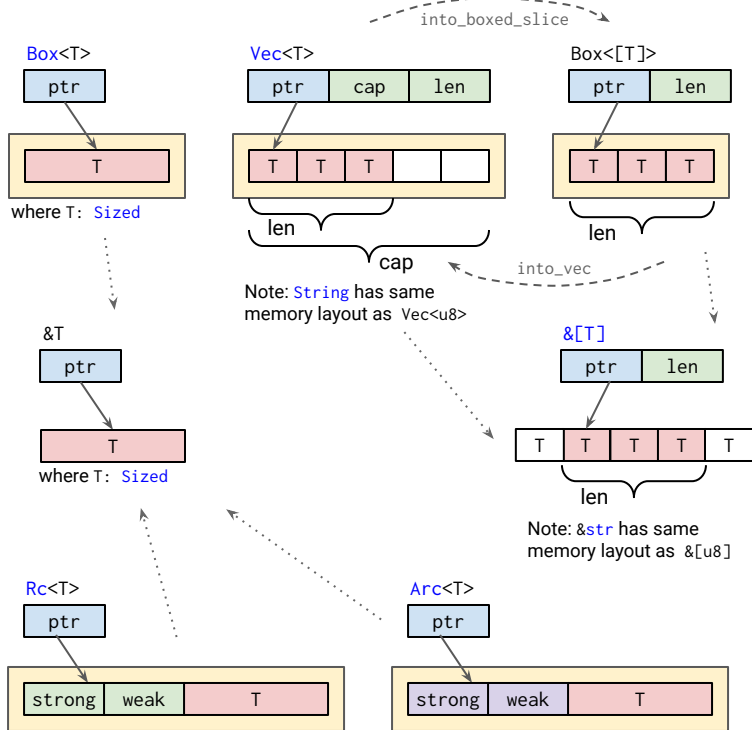 into_boxed_slice
Box<T>
Vec<T>
Box<[T]>
ptr
ptr cap len
ptr len
T
T T T
T T T
where T: Sized
len
len
cap
into_vec
Note: String has same
memory layout as Vec<u8>
&T
&[T]
ptr
ptr len
T
T T T T T
where T: Sized
len
Note: &str has same
memory layout as &[u8]
Rc<T>
Arc<T>
ptr
ptr
strong weak T
strong weak T